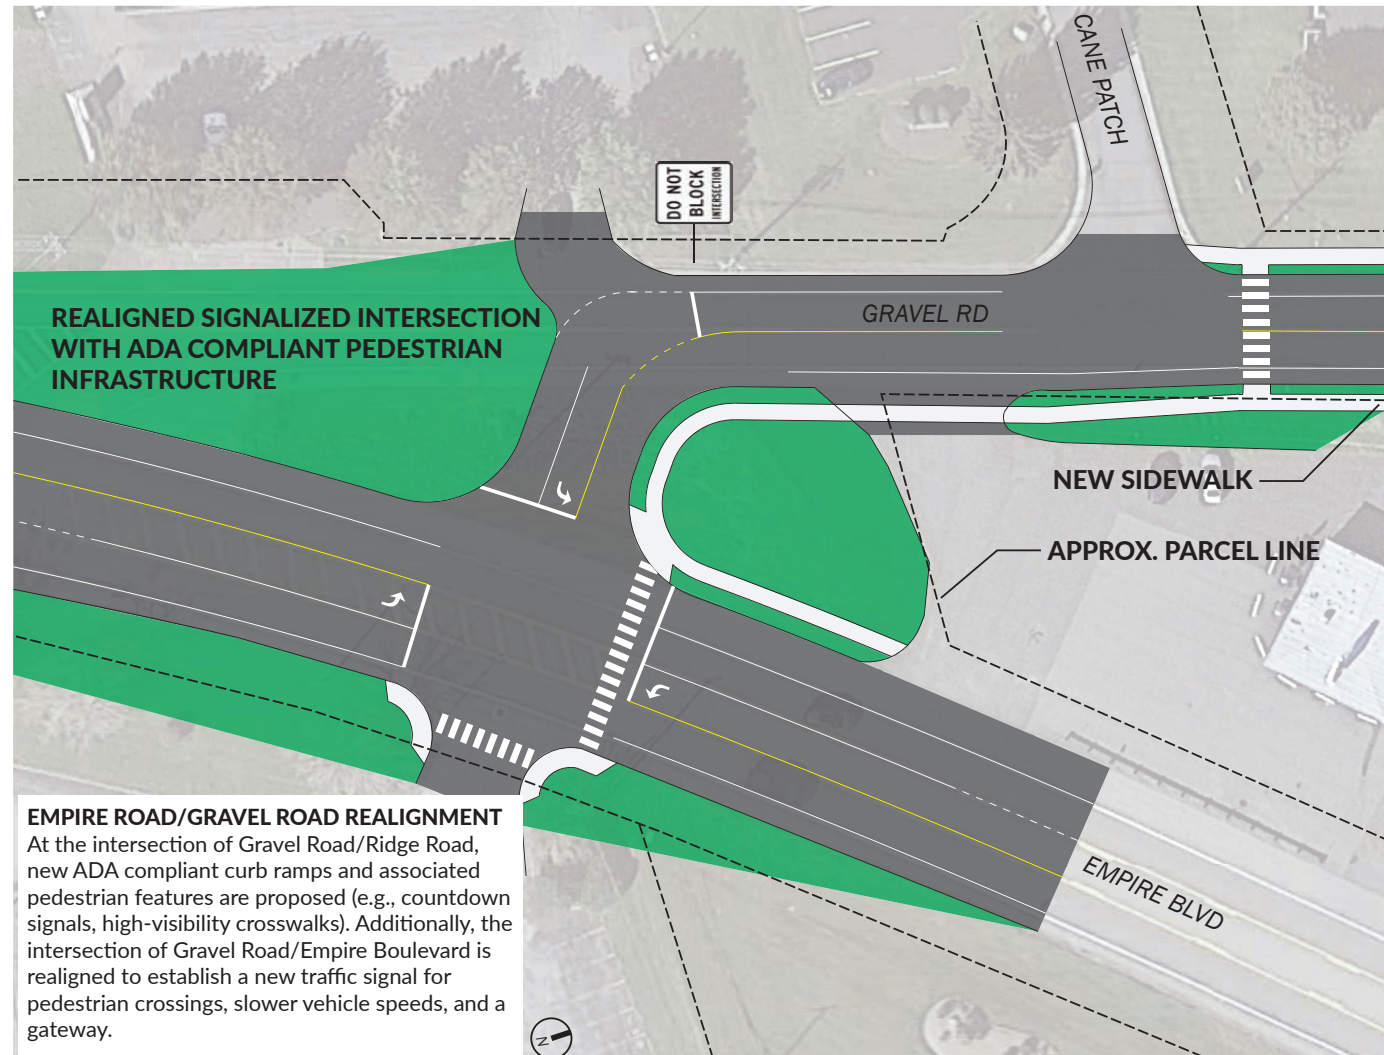 CANE PATCH
DO NOT
BLOCK
INTERSECTION
GRAVEL RD
REALIGNED SIGNALIZED INTERSECTION
WITH ADA COMPLIANT PEDESTRIAN
INFRASTRUCTURE
NEW SIDEWALK
APPROX. PARCEL LINE
EMPIRE BLVD
EMPIRE ROAD/GRAVEL ROAD REALIGNMENT
At the intersection of Gravel Road/Ridge Road,
new ADA compliant curb ramps and associated
pedestrian features are proposed (e.g., countdown
signals, high-visibility crosswalks). Additionally, the
intersection of Gravel Road/Empire Boulevard is
realigned to establish a new traffic signal for
pedestrian crossings, slower vehicle speeds, and a
gateway.
N